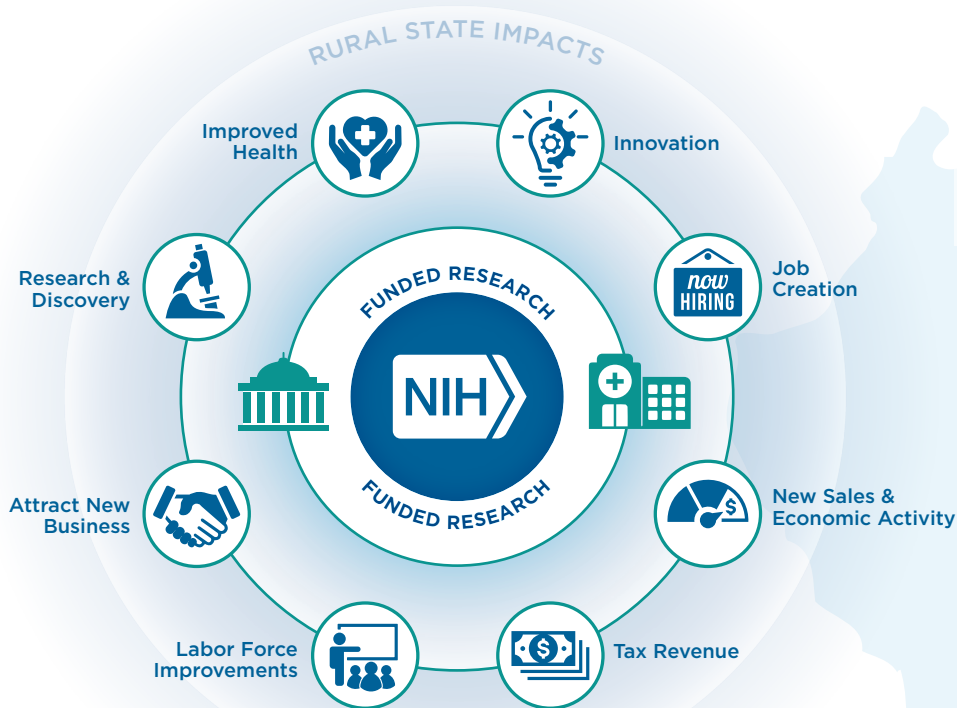 RURAL STATE IMPACTS
Improved
Health
Innovation
Research &
Discovery
Job
Creation
now
HIRING
FUNDED RESEARCH
NIH
FUNDED RESEARCH
Attract New
Business
New Sales &
Economic Activity
$
Labor Force
Improvements
$
Tax Revenue